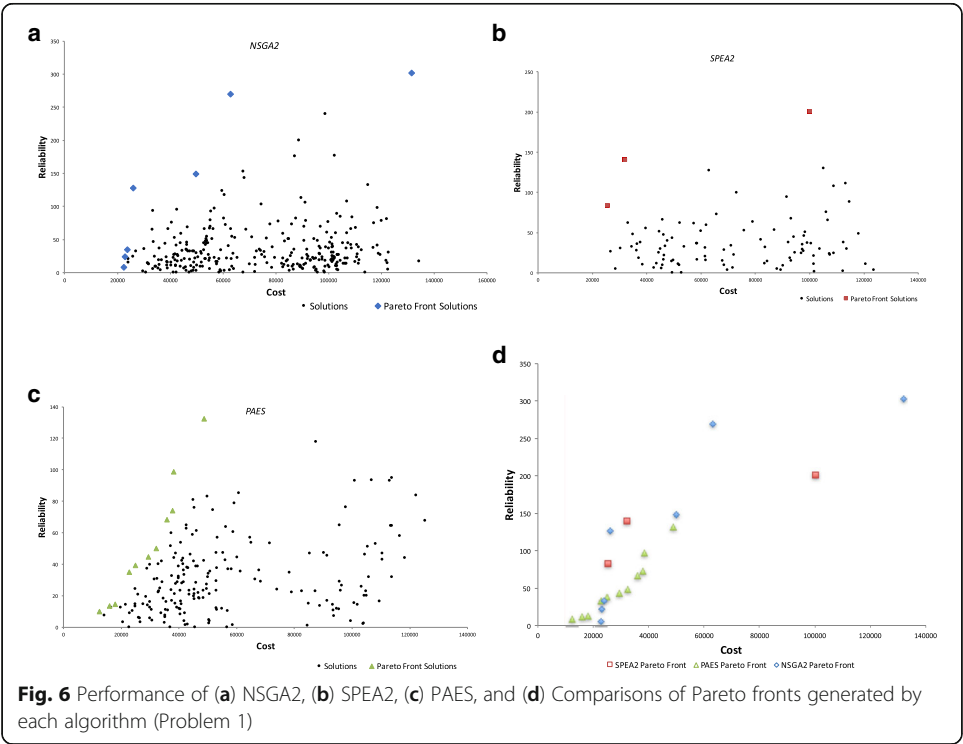 a
NSGA2
350
300
250
200
150
100
50
0
Reliability
0 20000 40000 60000 80000 100000 120000 140000 160000
Cost
Solutions Pareto Front Solutions
b
SPEA2
250
200
150
100
50
0
Reliability
0 20000 40000 60000 80000 100000 120000 140000
Cost
Solutions Pareto Front Solutions
c
PAES
140
120
100
80
60
40
20
0
Reliability
0 20000 40000 60000 80000 100000 120000 140000
Cost
Solutions Pareto Front Solutions
d
350
300
250
200
150
100
50
0
Reliability
0 20000 40000 60000 80000 100000 120000 140000
Cost
SPEA2 Pareto Front PAES Pareto Front NSGA2 Pareto Front
Fig. 6 Performance of (a) NSGA2, (b) SPEA2, (c) PAES, and (d) Comparisons of Pareto fronts generated by
each algorithm (Problem 1)